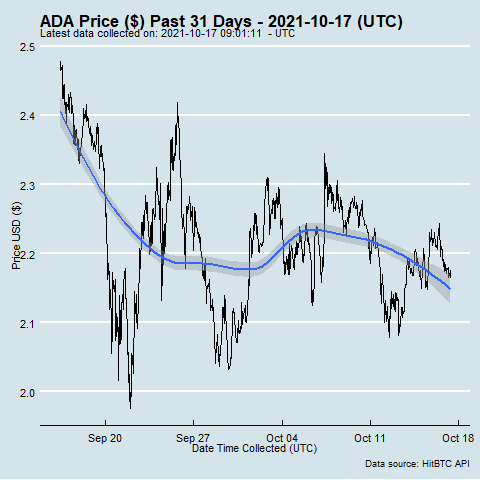 ADA Price ($) Past 31 Days - 2021-10-17 (UTC)
Latest data collected on: 2021-10-17 09:01:11  - UTC
2.5
2.4
2.3
2.2
2.1
2.0
Price USD ($)
Sep 20
Sep 27
Oct 04
Oct 11
Oct 18
Date Time Collected (UTC)
Data source: HitBTC API